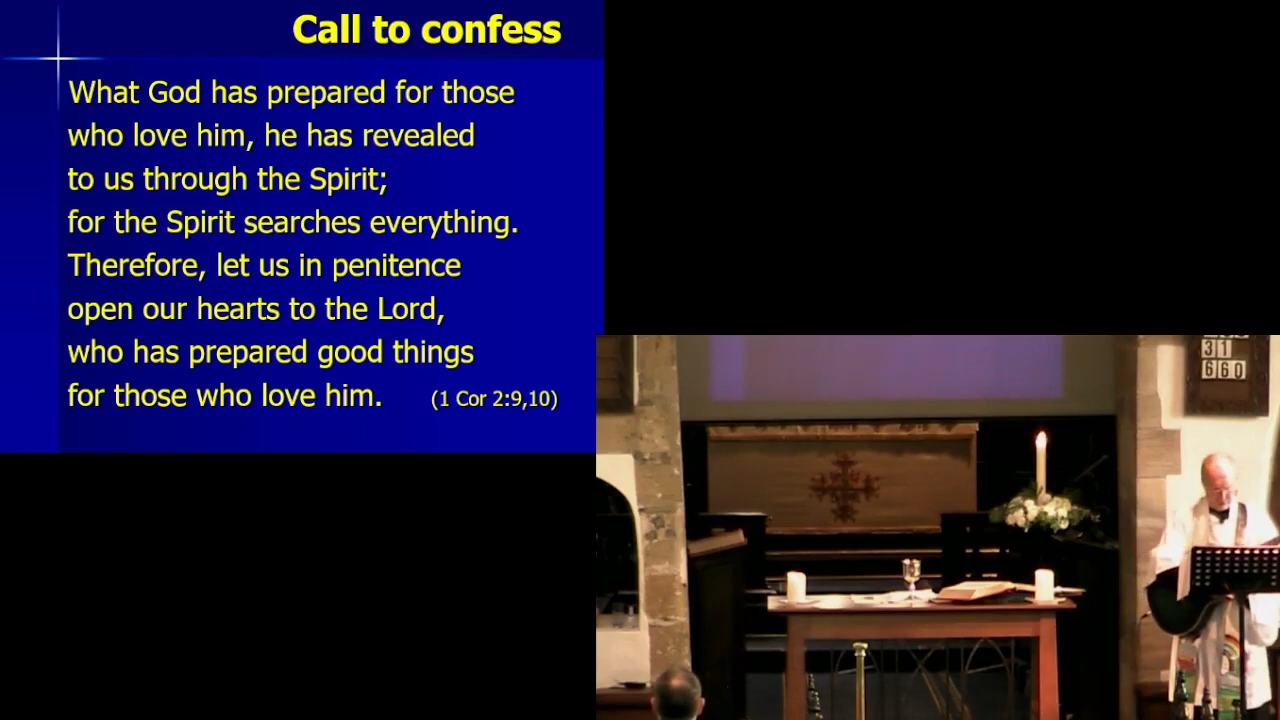 Call to confess
What God has prepared for those
who love him, he has revealed
to us through the Spirit;
for the Spirit searches everything.
Therefore, let us in penitence
open our hearts to the Lord,
who has prepared good things
for those who love him. (1 Cor 2:9,10)
31
660